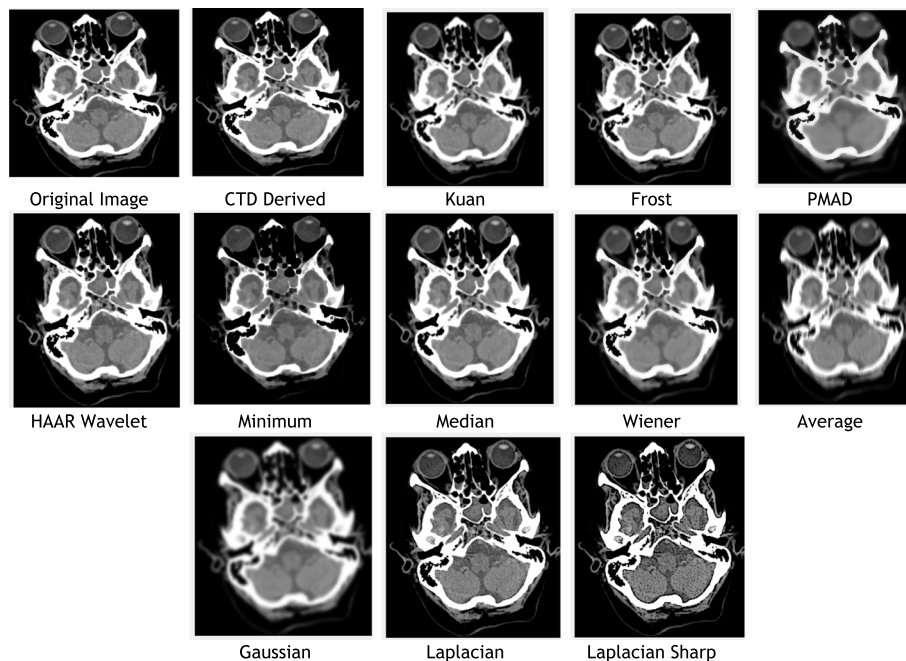 Original Image
CTD Derived
Kuan
Frost
PMAD
HAAR Wavelet
Minimum
Median
Wiener
Average
Gaussian
Laplacian
Laplacian Sharp